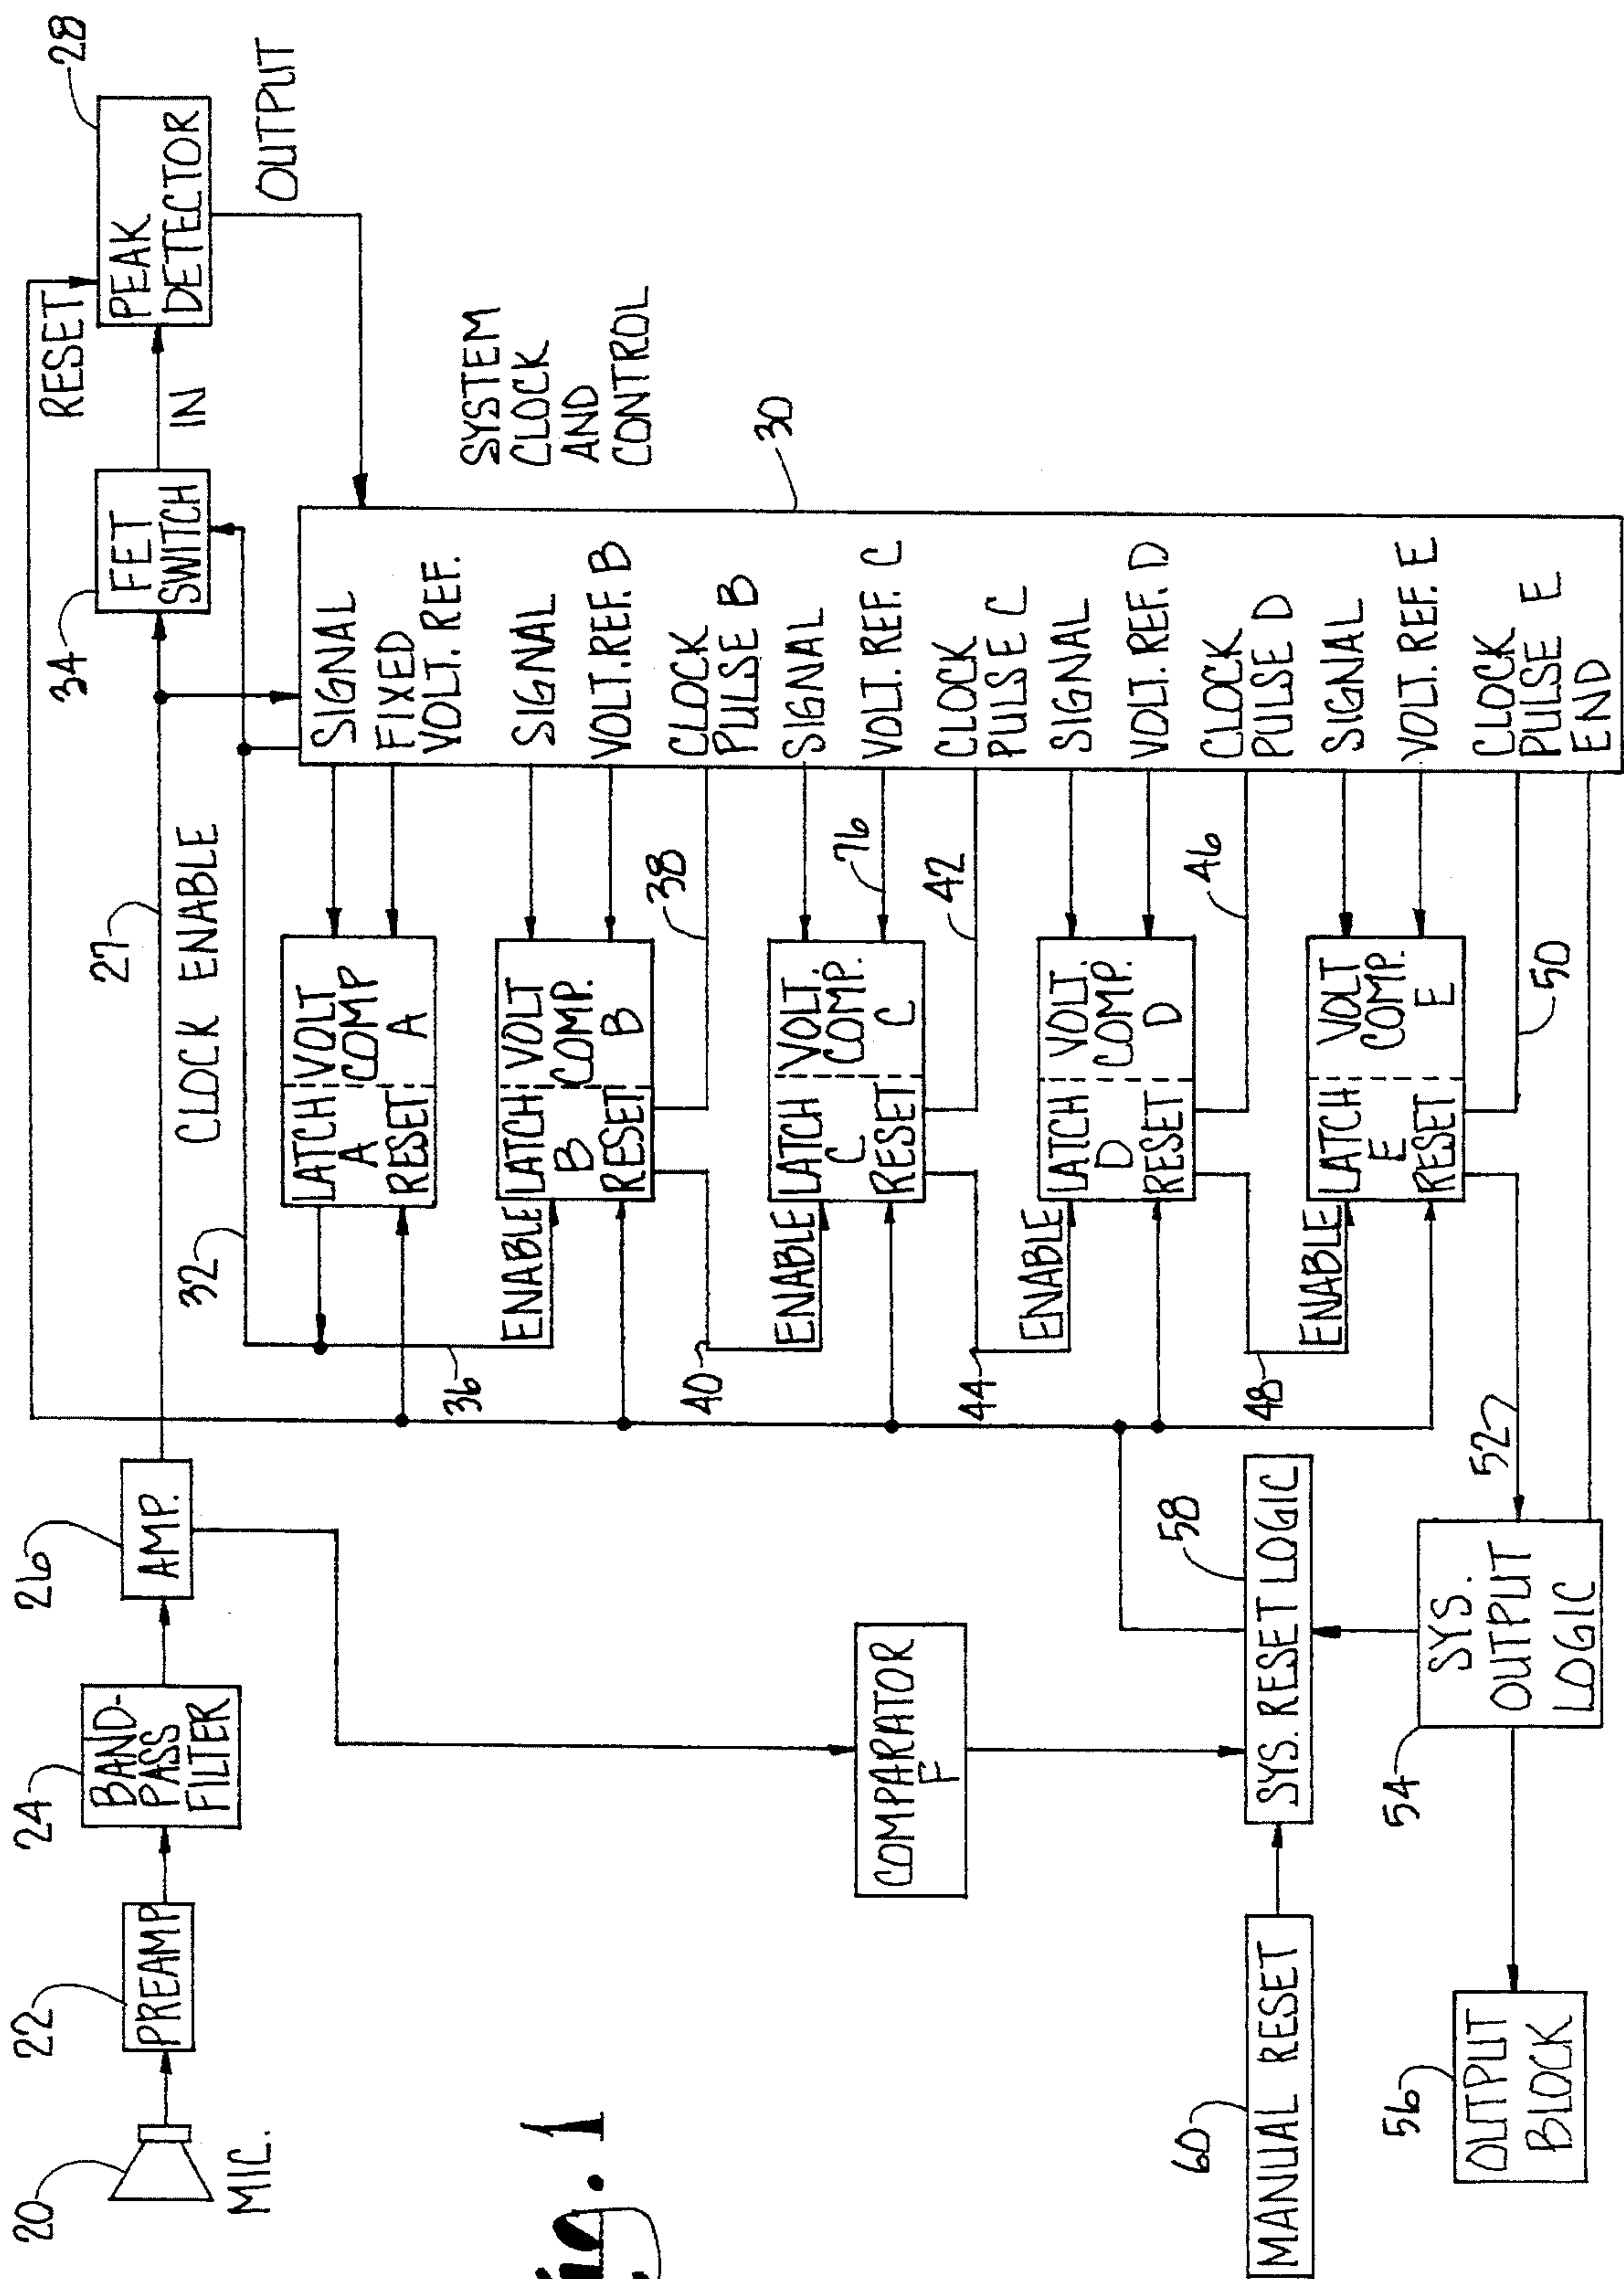 20
MIC.
22
PREAMP
24
BAND-
PASS
FILTER
26
AMP.
27
CLOCK ENABLE
32
34
FET
SWITCH
IN
RESET
28
PEAK
DETECTOR
OUTPUT
SYSTEM
CLOCK
AND
CONTROL
30
SIGNAL
FIXED
VOLT. REF.
SIGNAL
VOLT. REF. B
CLOCK
PULSE B
SIGNAL
VOLT. REF. C
CLOCK
PULSE C
SIGNAL
VOLT. REF. D
CLOCK
PULSE D
SIGNAL
VOLT. REF. E
CLOCK
PULSE E
END
LATCH
A
RESET
VOLT
COMP
A
36
ENABLE
LATCH
B
RESET
VOLT
COMP.
B
38
40
ENABLE
LATCH
C
RESET
VOLT.
COMP.
C
76
42
44
ENABLE
LATCH
D
RESET
VOLT.
COMP.
D
46
48
ENABLE
LATCH
E
RESET
VOLT
COMP.
E
50
52
COMPARATOR
F
58
SYS. RESET LOGIC
60
MANUAL RESET
54
SYS.
OUTPUT
LOGIC
56
OUTPUT
BLOCK
Fig. 1